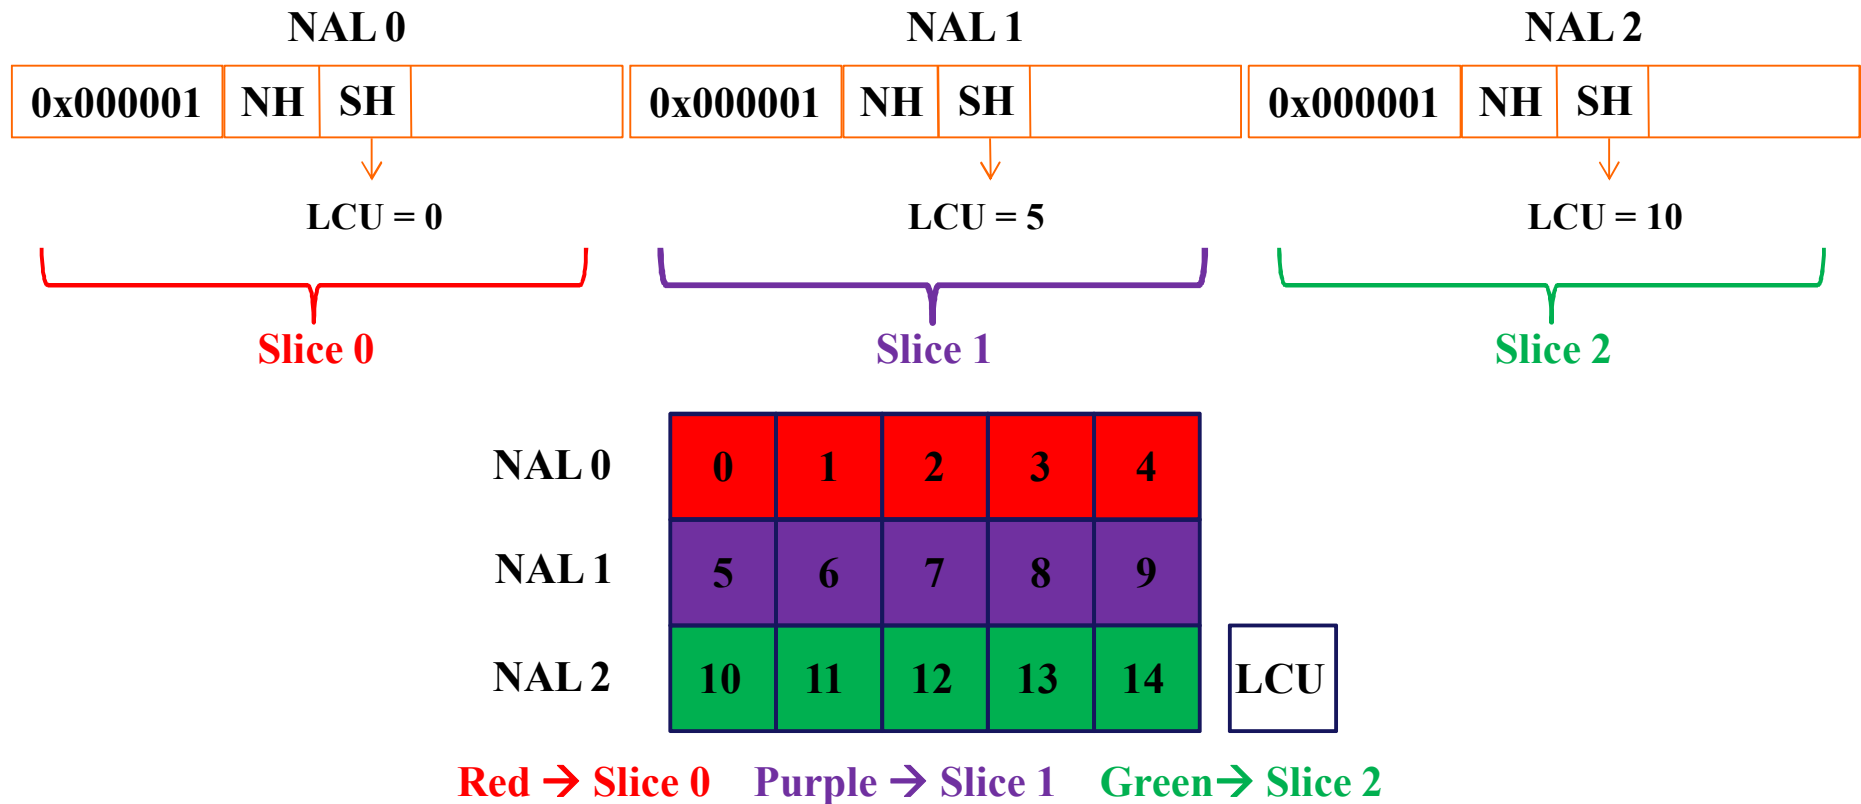 NAL 0 NAL 1 NAL 2
0x000001 NH SH 0x000001 NH SH 0x000001 NH SH
LCU = 0 LCU = 5 LCU = 10
Slice 0 Slice 1 Slice 2
NAL 0 0 1 2 3 4
NAL 1 5 6 7 8 9
NAL 2 10 11 12 13 14 LCU
Red → Slice 0 Purple → Slice 1 Green→ Slice 2